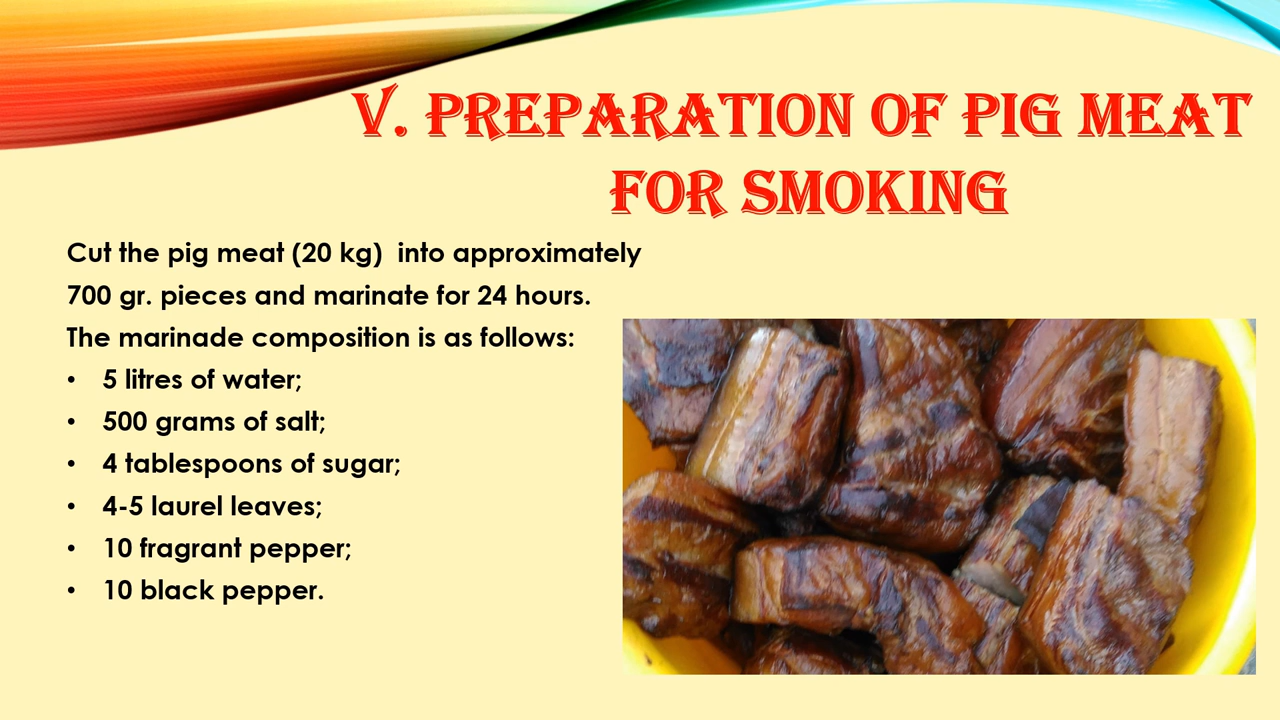 V. PREPARATION OF PIG MEAT
FOR SMOKING
Cut the pig meat (20 kg)  into approximately
700 gr. pieces and marinate for 24 hours.
The marinade composition is as follows:
• 5 litres of water;
• 500 grams of salt;
• 4 tablespoons of sugar;
• 4-5 laurel leaves;
• 10 fragrant pepper;
• 10 black pepper.